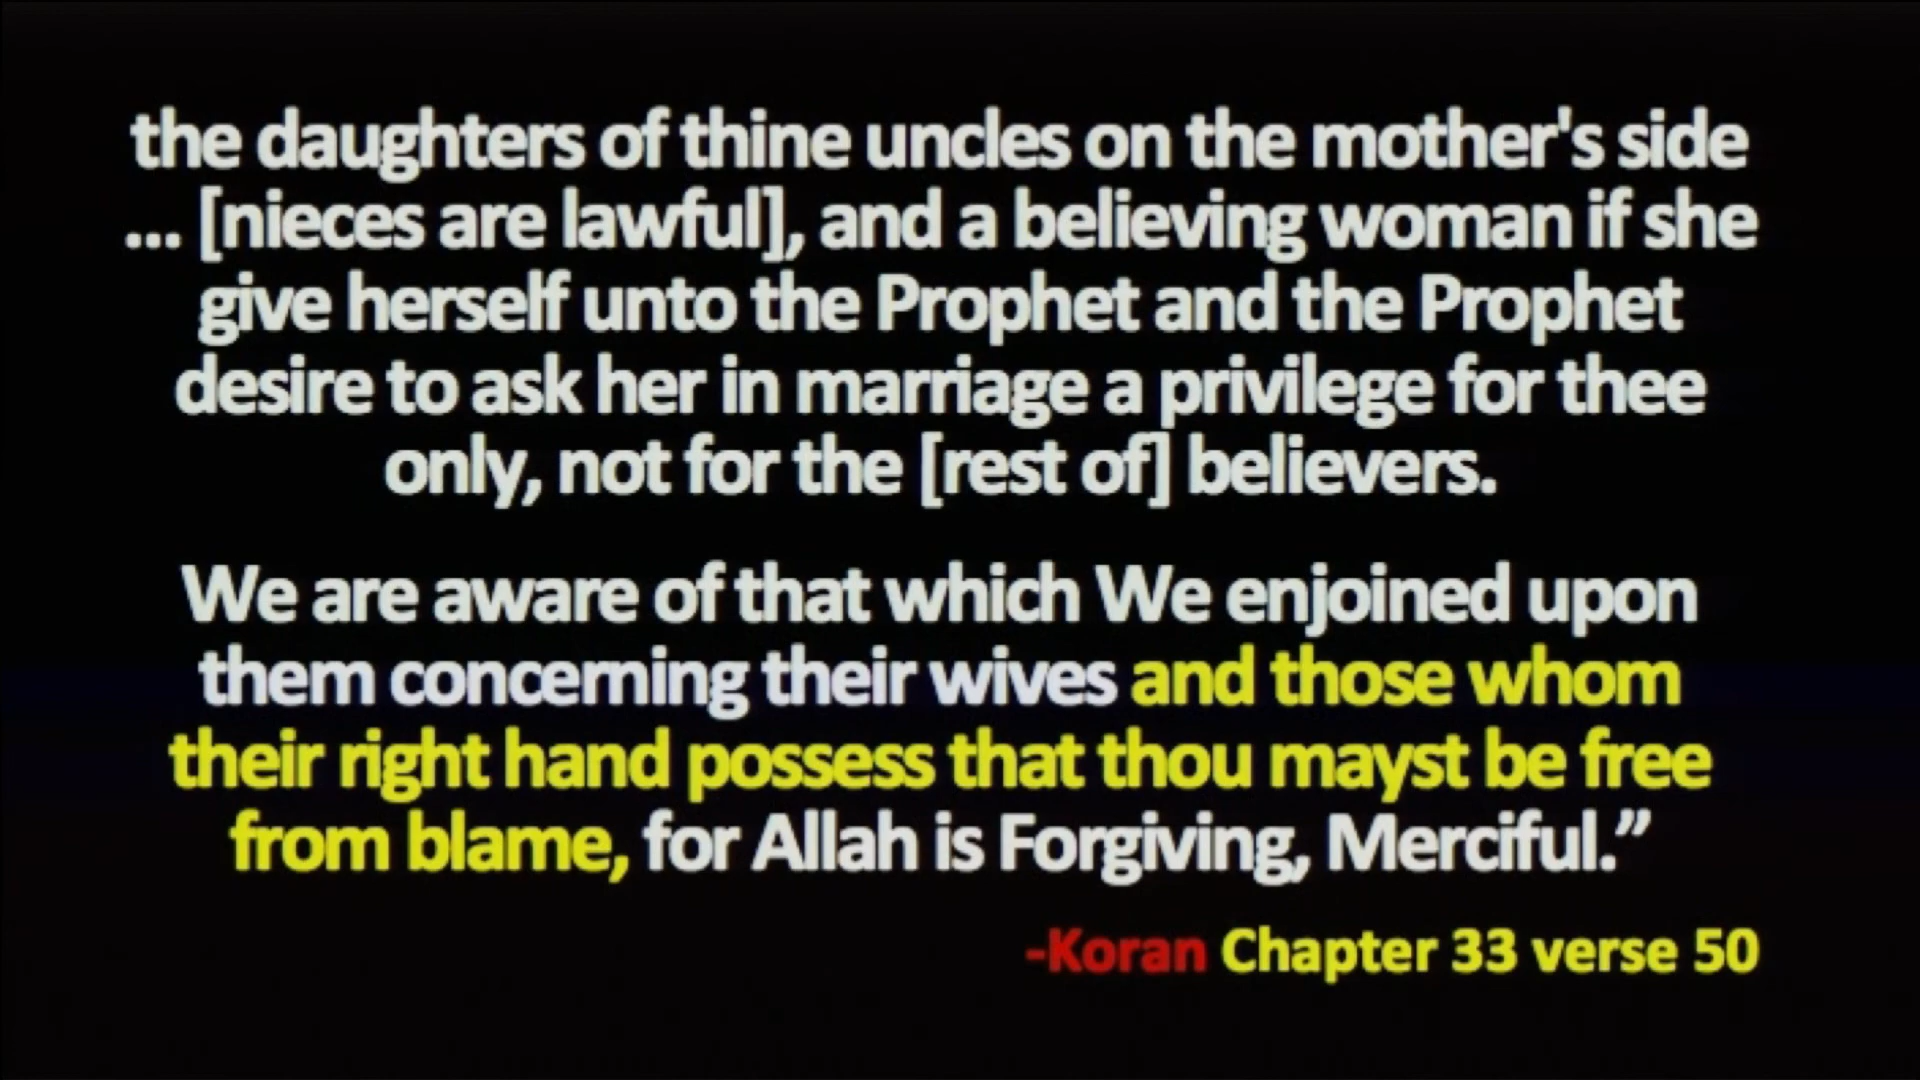 the daughters of thine uncles on the mother's side
... [nieces are lawful], and a believing woman if she
give herself unto the Prophet and the Prophet
desire to ask her in marriage a privilege for thee
only, not for the [rest of] believers.
We are aware of that which We enjoined upon
them concerning their wives and those whom
their right hand possess that thou mayst be free
from blame, for Allah is Forgiving, Merciful.”
-Koran Chapter 33 verse 50